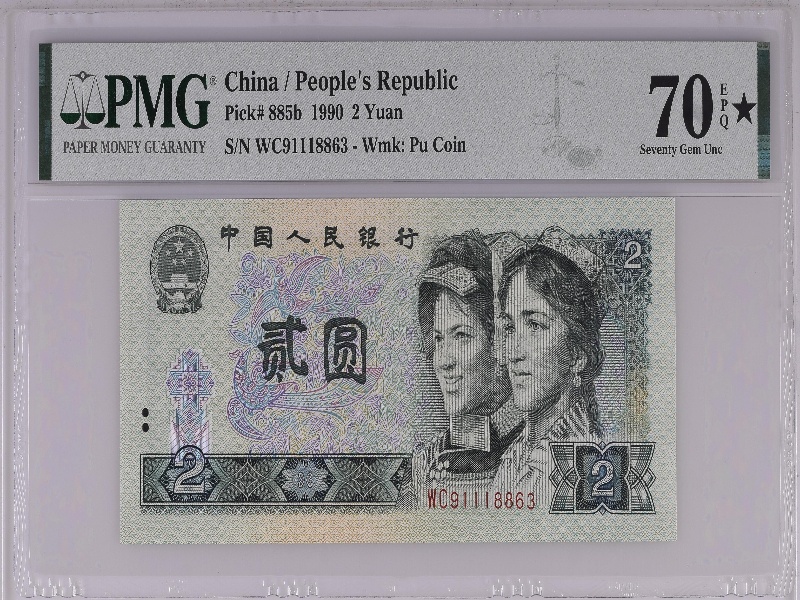 PMG®
PAPER MONEY GUARANTY
China / People's Republic
Pick# 885b 1990 2 Yuan
S/N WC91118863 - Wmk: Pu Coin
70 EPQ ★
Seventy Gem Unc
中国人民银行
2
贰圆
2
2
WC91118863